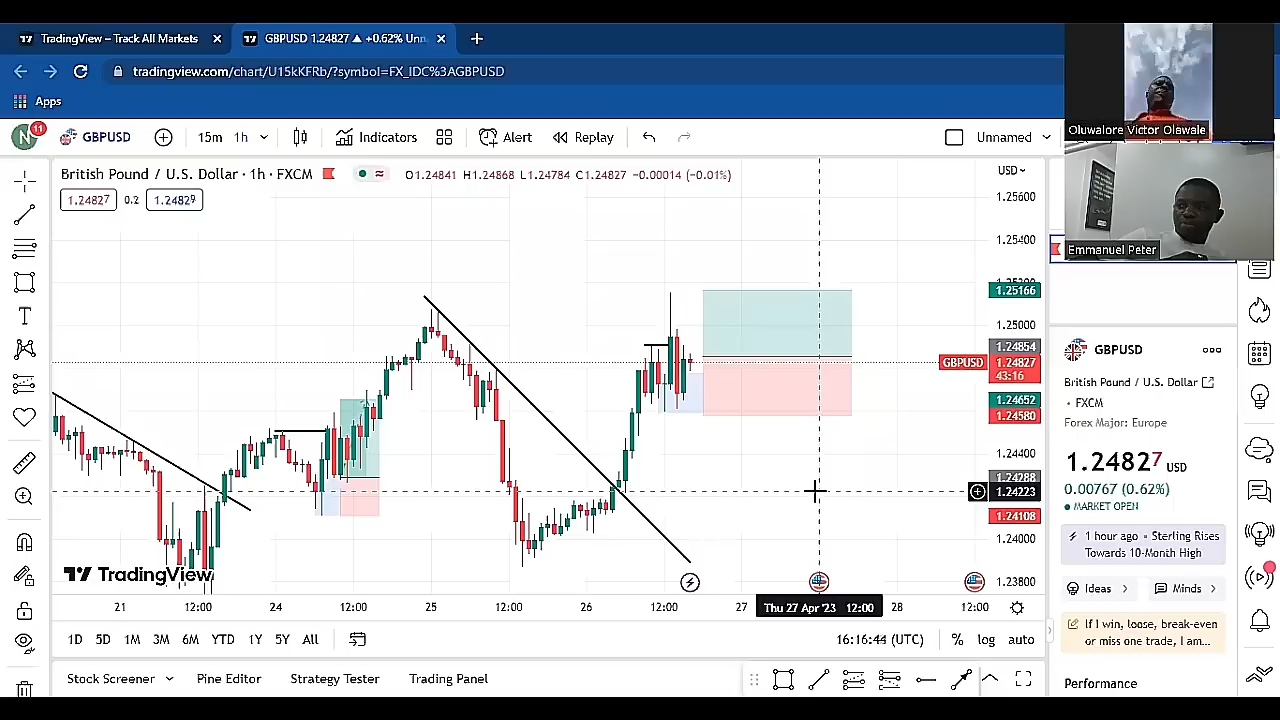 TradingView – Track All Markets
GBPUSD 1.24827 ▲ +0.62% Unn
tradingview.com/chart/U15kKFRb/?symbol=FX_IDC%3AGBPUSD
Apps
N 11 GBPUSD 15m 1h Indicators Alert Replay Unnamed
British Pound / U.S. Dollar · 1h · FXCM O1.24841 H1.24868 L1.24784 C1.24827 -0.00014 (-0.01%)
1.24827 0.2 1.24829
USD
1.25600
1.25400
1.25166
1.25000
1.24854
GBPUSD 1.24827
43:16
1.24652
1.24580
1.24400
1.24288
1.24223
1.24108
1.24000
1.23800
TradingView
21 12:00 24 12:00 25 12:00 26 12:00 27 Thu 27 Apr '23 12:00 28 12:00
1D 5D 1M 3M 6M YTD 1Y 5Y All 16:16:44 (UTC) % log auto
Stock Screener Pine Editor Strategy Tester Trading Panel
Oluwalore Victor Olawale
Emmanuel Peter
GBPUSD
British Pound / U.S. Dollar
• FXCM
Forex Major: Europe
1.24827 USD
0.00767 (0.62%)
MARKET OPEN
1 hour ago • Sterling Rises
Towards 10-Month High
Ideas Minds
If I win, loose, break-even
or miss one trade, I am...
Performance